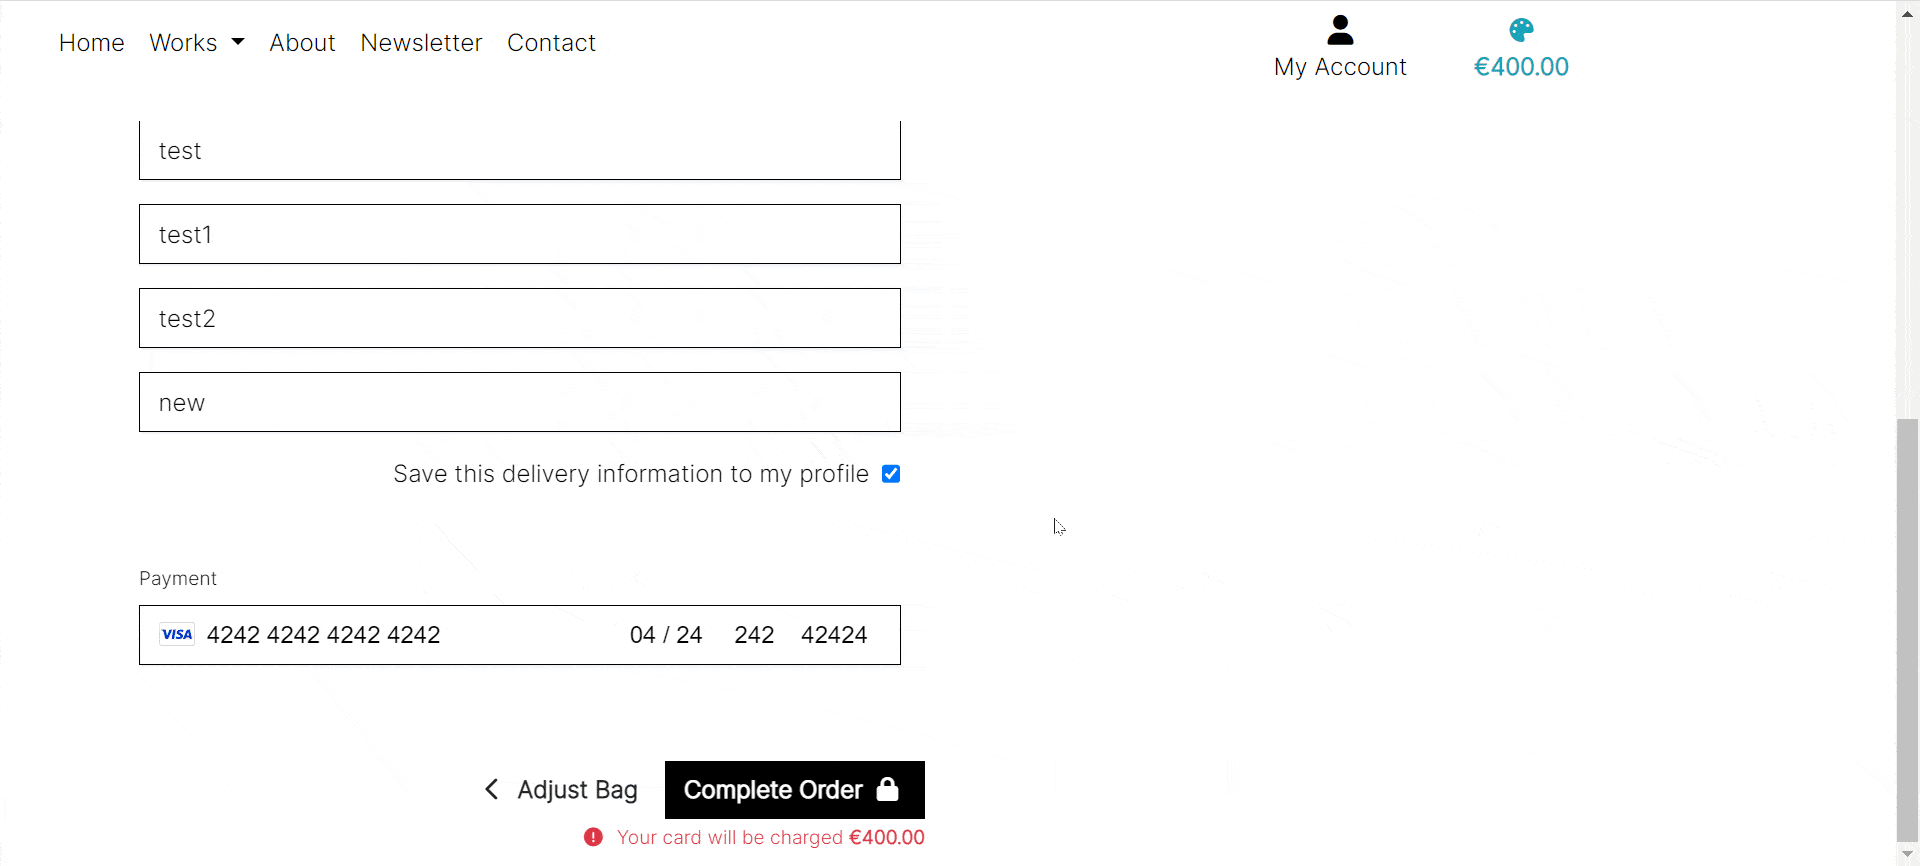 Home Works About Newsletter Contact
My Account
€400.00
test
test1
test2
new
Save this delivery information to my profile
Payment
VISA 4242 4242 4242 4242 04 / 24 242 42424
Adjust Bag Complete Order
Your card will be charged €400.00